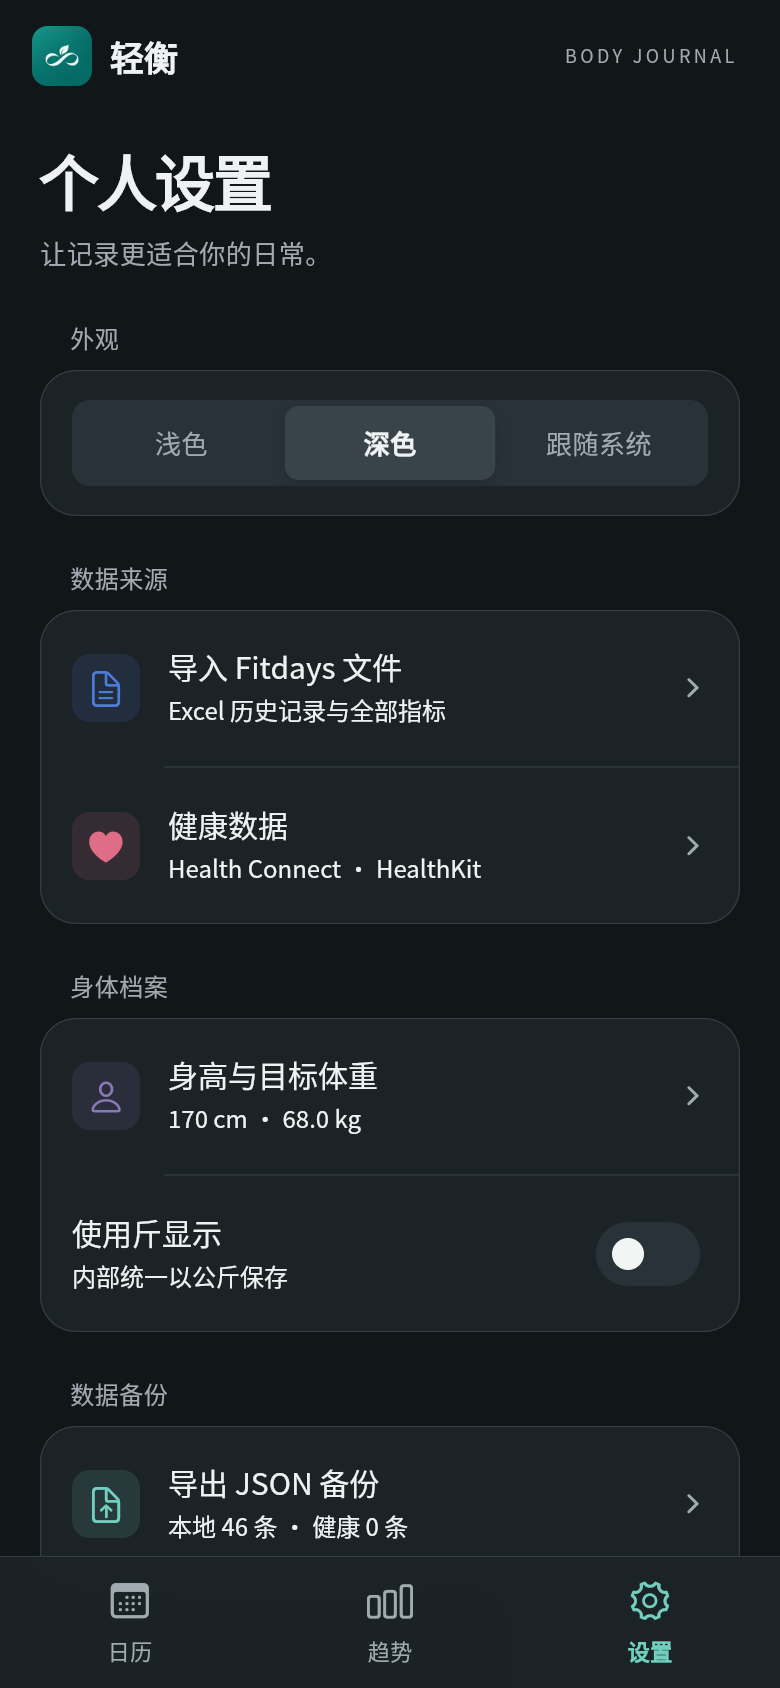 轻衡
BODY JOURNAL
个人设置
让记录更适合你的日常。
外观
浅色
深色
跟随系统
数据来源
导入 Fitdays 文件
Excel 历史记录与全部指标
健康数据
Health Connect · HealthKit
身体档案
身高与目标体重
170 cm · 68.0 kg
使用斤显示
内部统一以公斤保存
数据备份
导出 JSON 备份
本地 46 条 · 健康 0 条
日历
趋势
设置